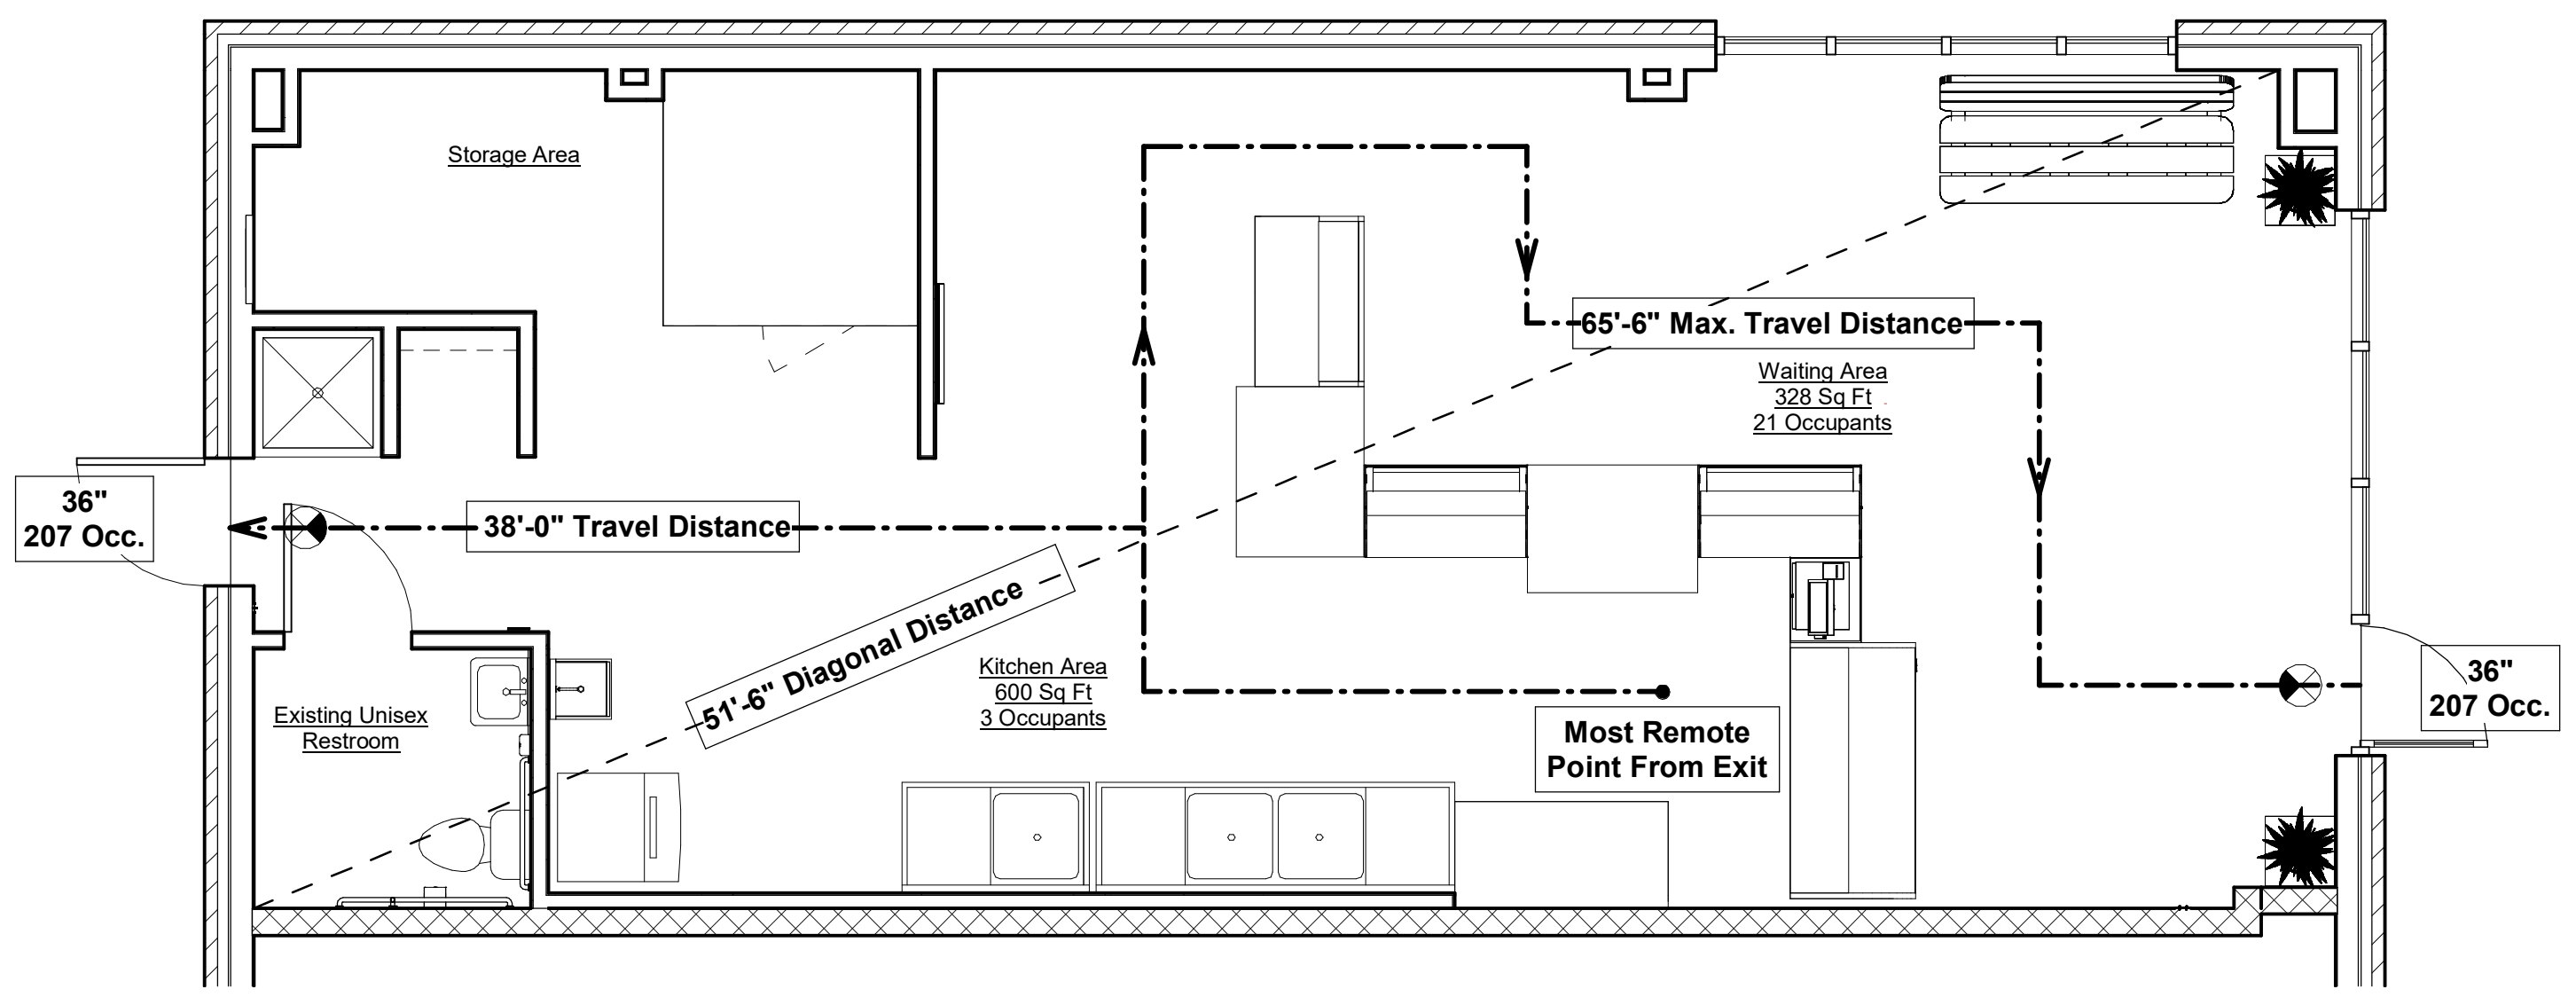 Storage Area
65'-6" Max. Travel Distance
Waiting Area
328 Sq Ft
21 Occupants
36"
207 Occ.
38'-0" Travel Distance
51'-6" Diagonal Distance
Kitchen Area
600 Sq Ft
3 Occupants
Existing Unisex
Restroom
Most Remote
Point From Exit
36"
207 Occ.